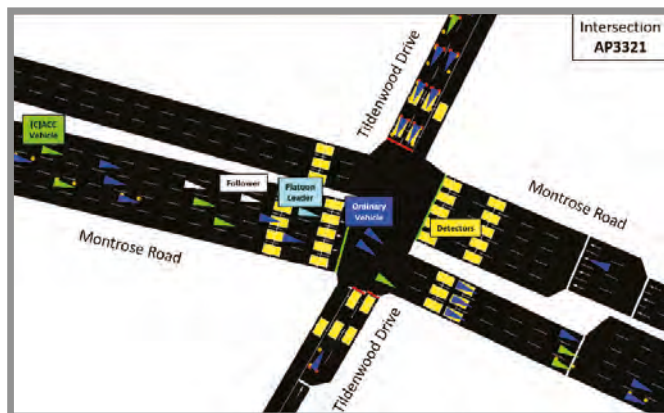 Intersection
AP3321
Tildenwood Drive
[C]ACC
Vehicle
Follower
Platoon
Leader
Ordinary
Vehicle
Detectors
Montrose Road
Montrose Road
Tildenwood Drive